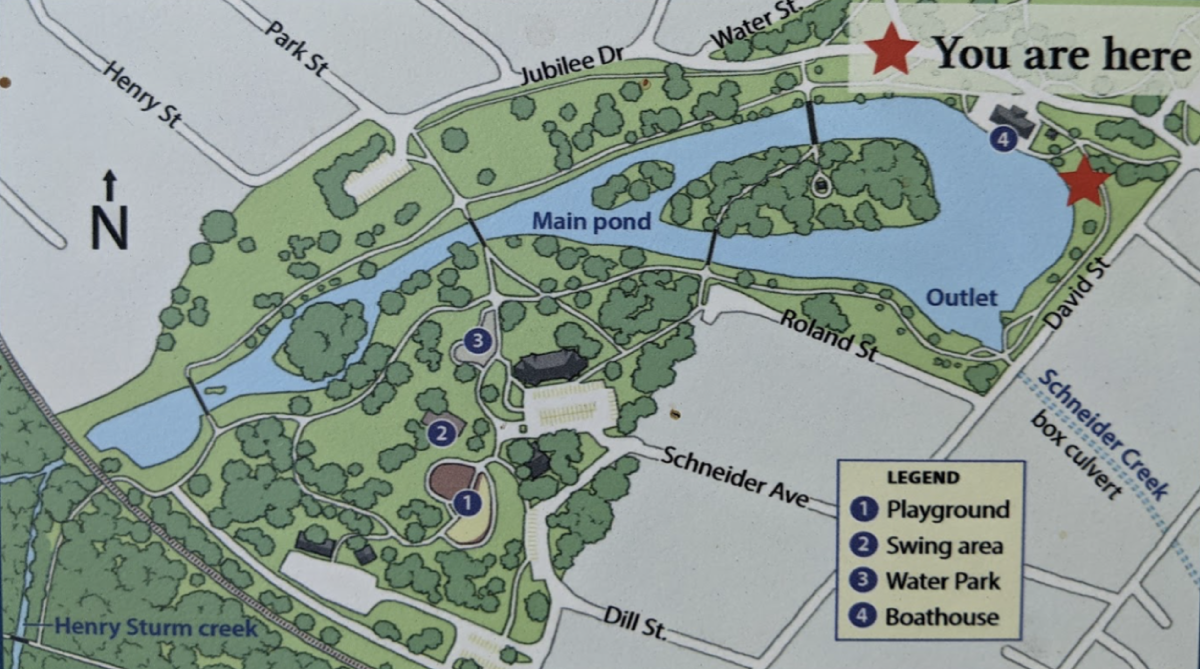 Water St.
You are here
Park St
Jubilee Dr
Henry St
4
N
Main pond
David St
Outlet
Roland St
3
2
Schneider Creek
box culvert
Schneider Ave
1
LEGEND
1 Playground
2 Swing area
3 Water Park
4 Boathouse
Dill St.
Henry Sturm creek